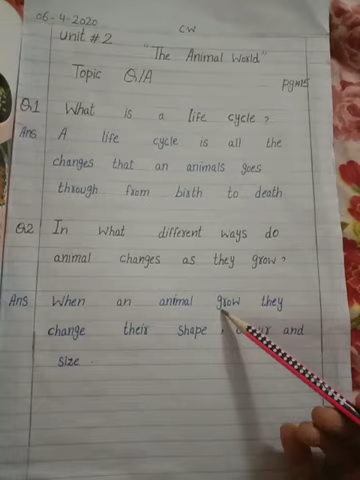 06-4-2020
CW
Unit # 2
"The Animal World"
Topic Q/A
Pg#15
Q.1 What is a life cycle?
Ans A life cycle is all the
changes that an animals goes
through from birth to death
Q.2 In what different ways do
animal changes as they grow?
Ans When an animal grow they
change their shape , and
size .